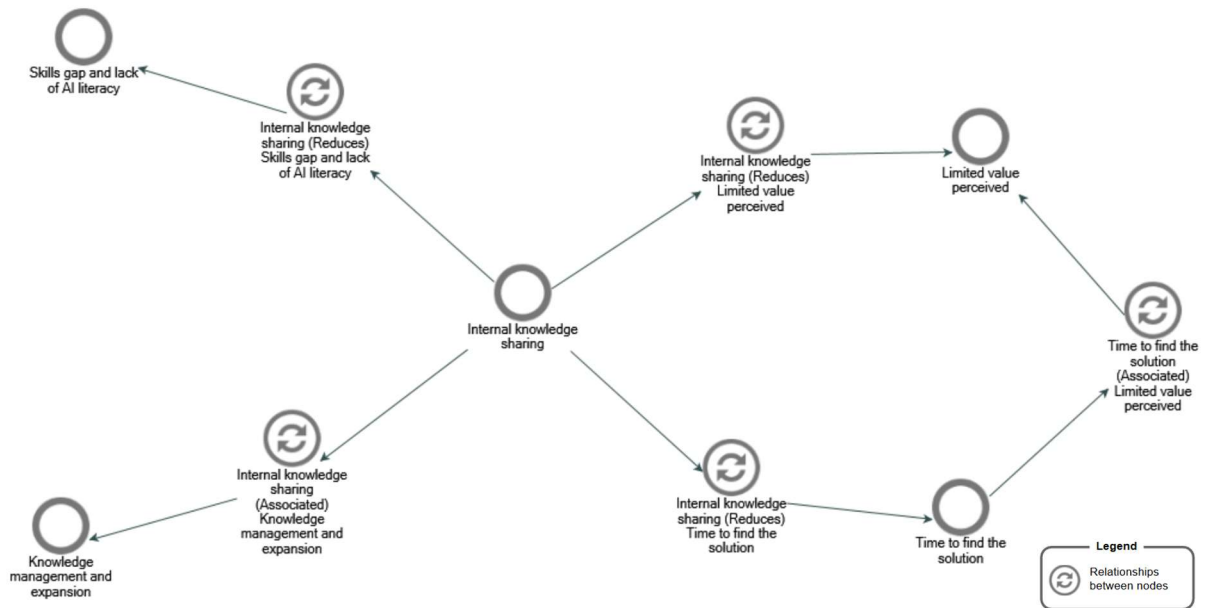 Skills gap and lack
of AI literacy
Internal knowledge
sharing (Reduces)
Skills gap and lack
of AI literacy
Internal knowledge
sharing (Reduces)
Limited value
perceived
Limited value
perceived
Internal knowledge
sharing
Time to find the
solution
(Associated)
Limited value
perceived
Internal knowledge
sharing
(Associated)
Knowledge
management and
expansion
Knowledge
management and
expansion
Internal knowledge
sharing (Reduces)
Time to find the
solution
Time to find the
solution
Legend
Relationships
between nodes